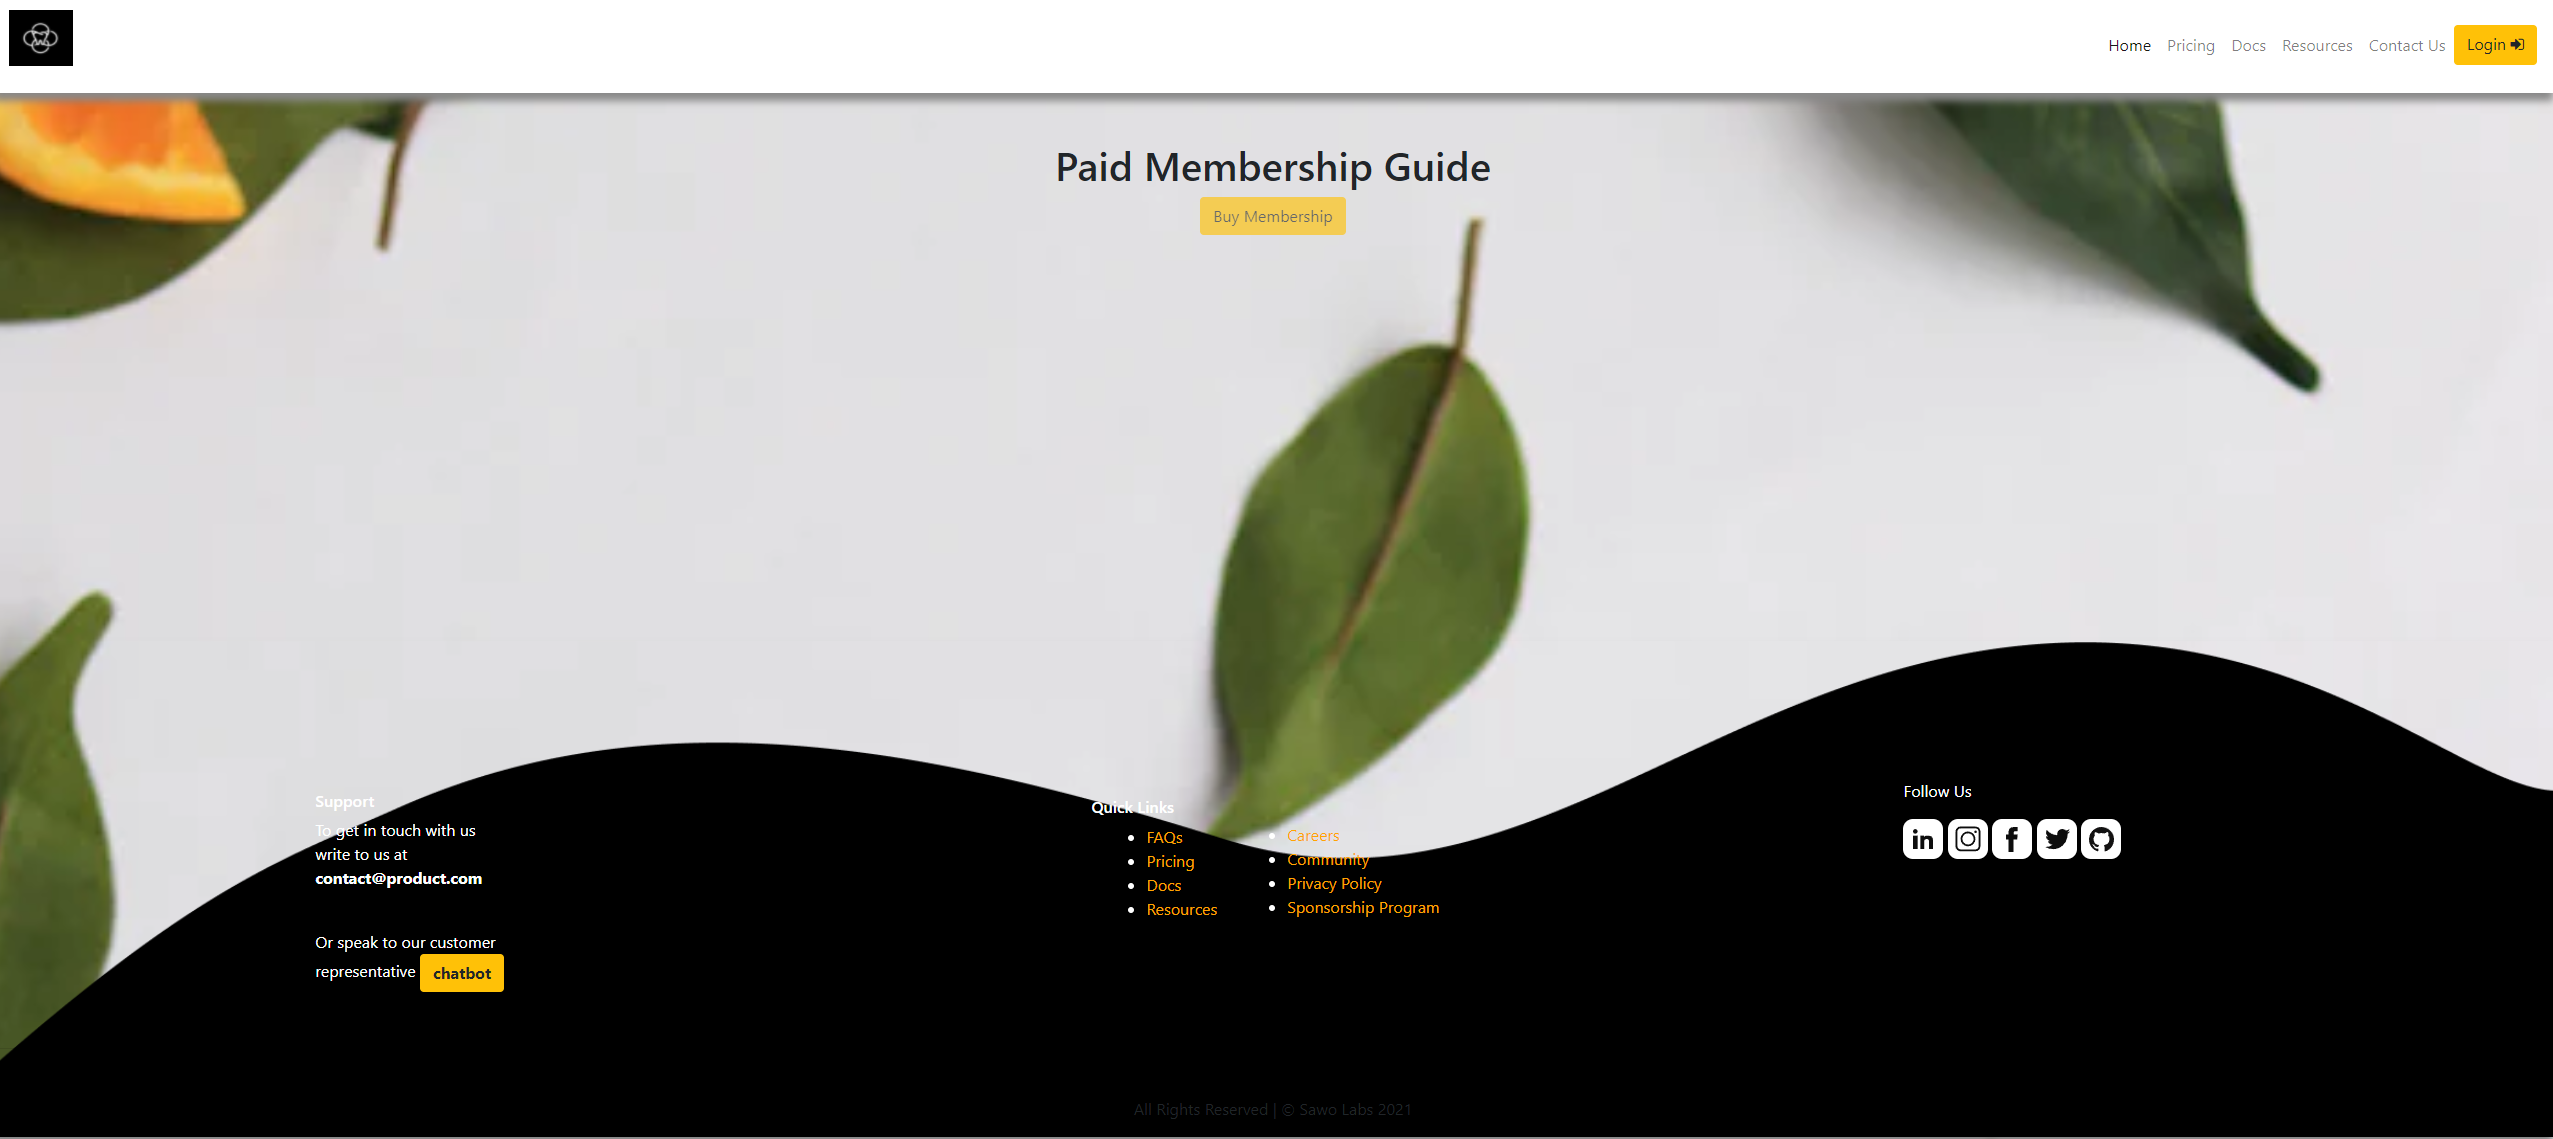 Home Pricing Docs Resources Contact Us Login
Paid Membership Guide
Buy Membership
Support
To get in touch with us
write to us at
contact@product.com
Or speak to our customer
representative chatbot
Quick Links
FAQs
Pricing
Docs
Resources
Careers
Community
Privacy Policy
Sponsorship Program
Follow Us
All Rights Reserved | © Sawo Labs 2021